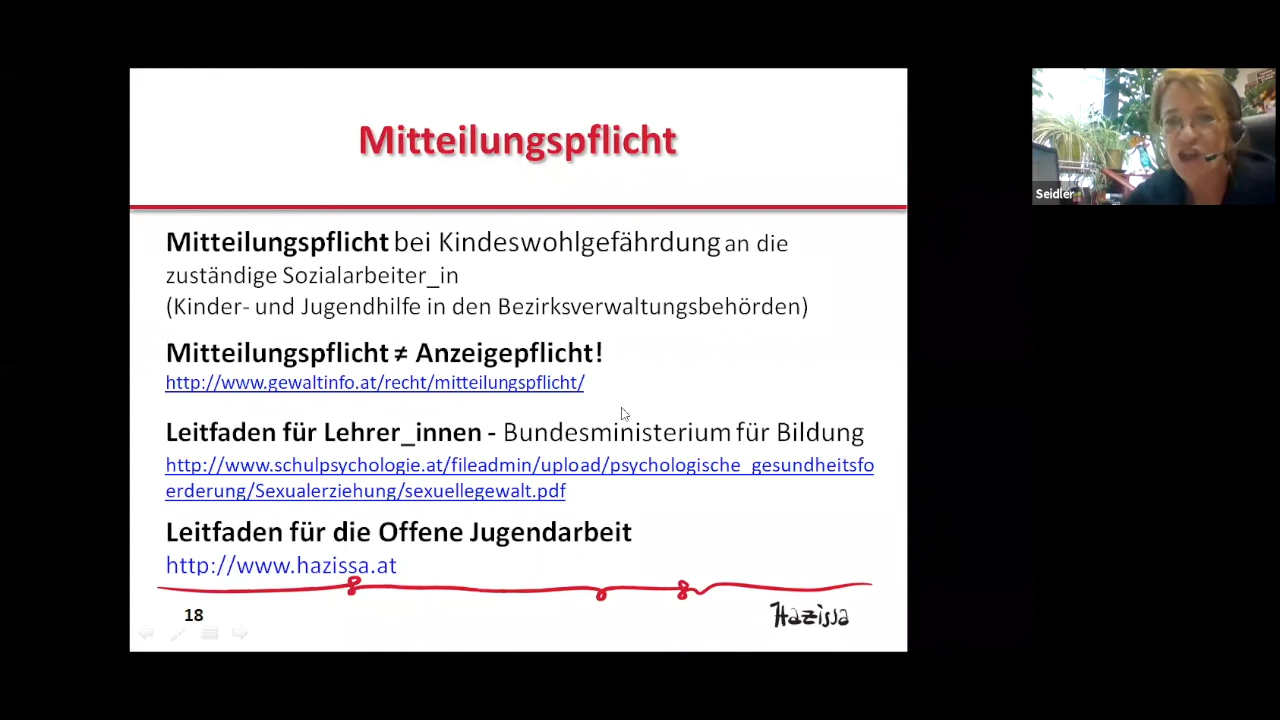 Mitteilungspflicht
Mitteilungspflicht bei Kindeswohlgefährdung an die
zuständige Sozialarbeiter_in
(Kinder- und Jugendhilfe in den Bezirksverwaltungsbehörden)
Mitteilungspflicht ≠ Anzeigepflicht!
http://www.gewaltinfo.at/recht/mitteilungspflicht/
Leitfaden für Lehrer_innen - Bundesministerium für Bildung
http://www.schulpsychologie.at/fileadmin/upload/psychologische_gesundheitsfo
erderung/Sexualerziehung/sexuellegewalt.pdf
Leitfaden für die Offene Jugendarbeit
http://www.hazissa.at
18
Hazissa
Seidler